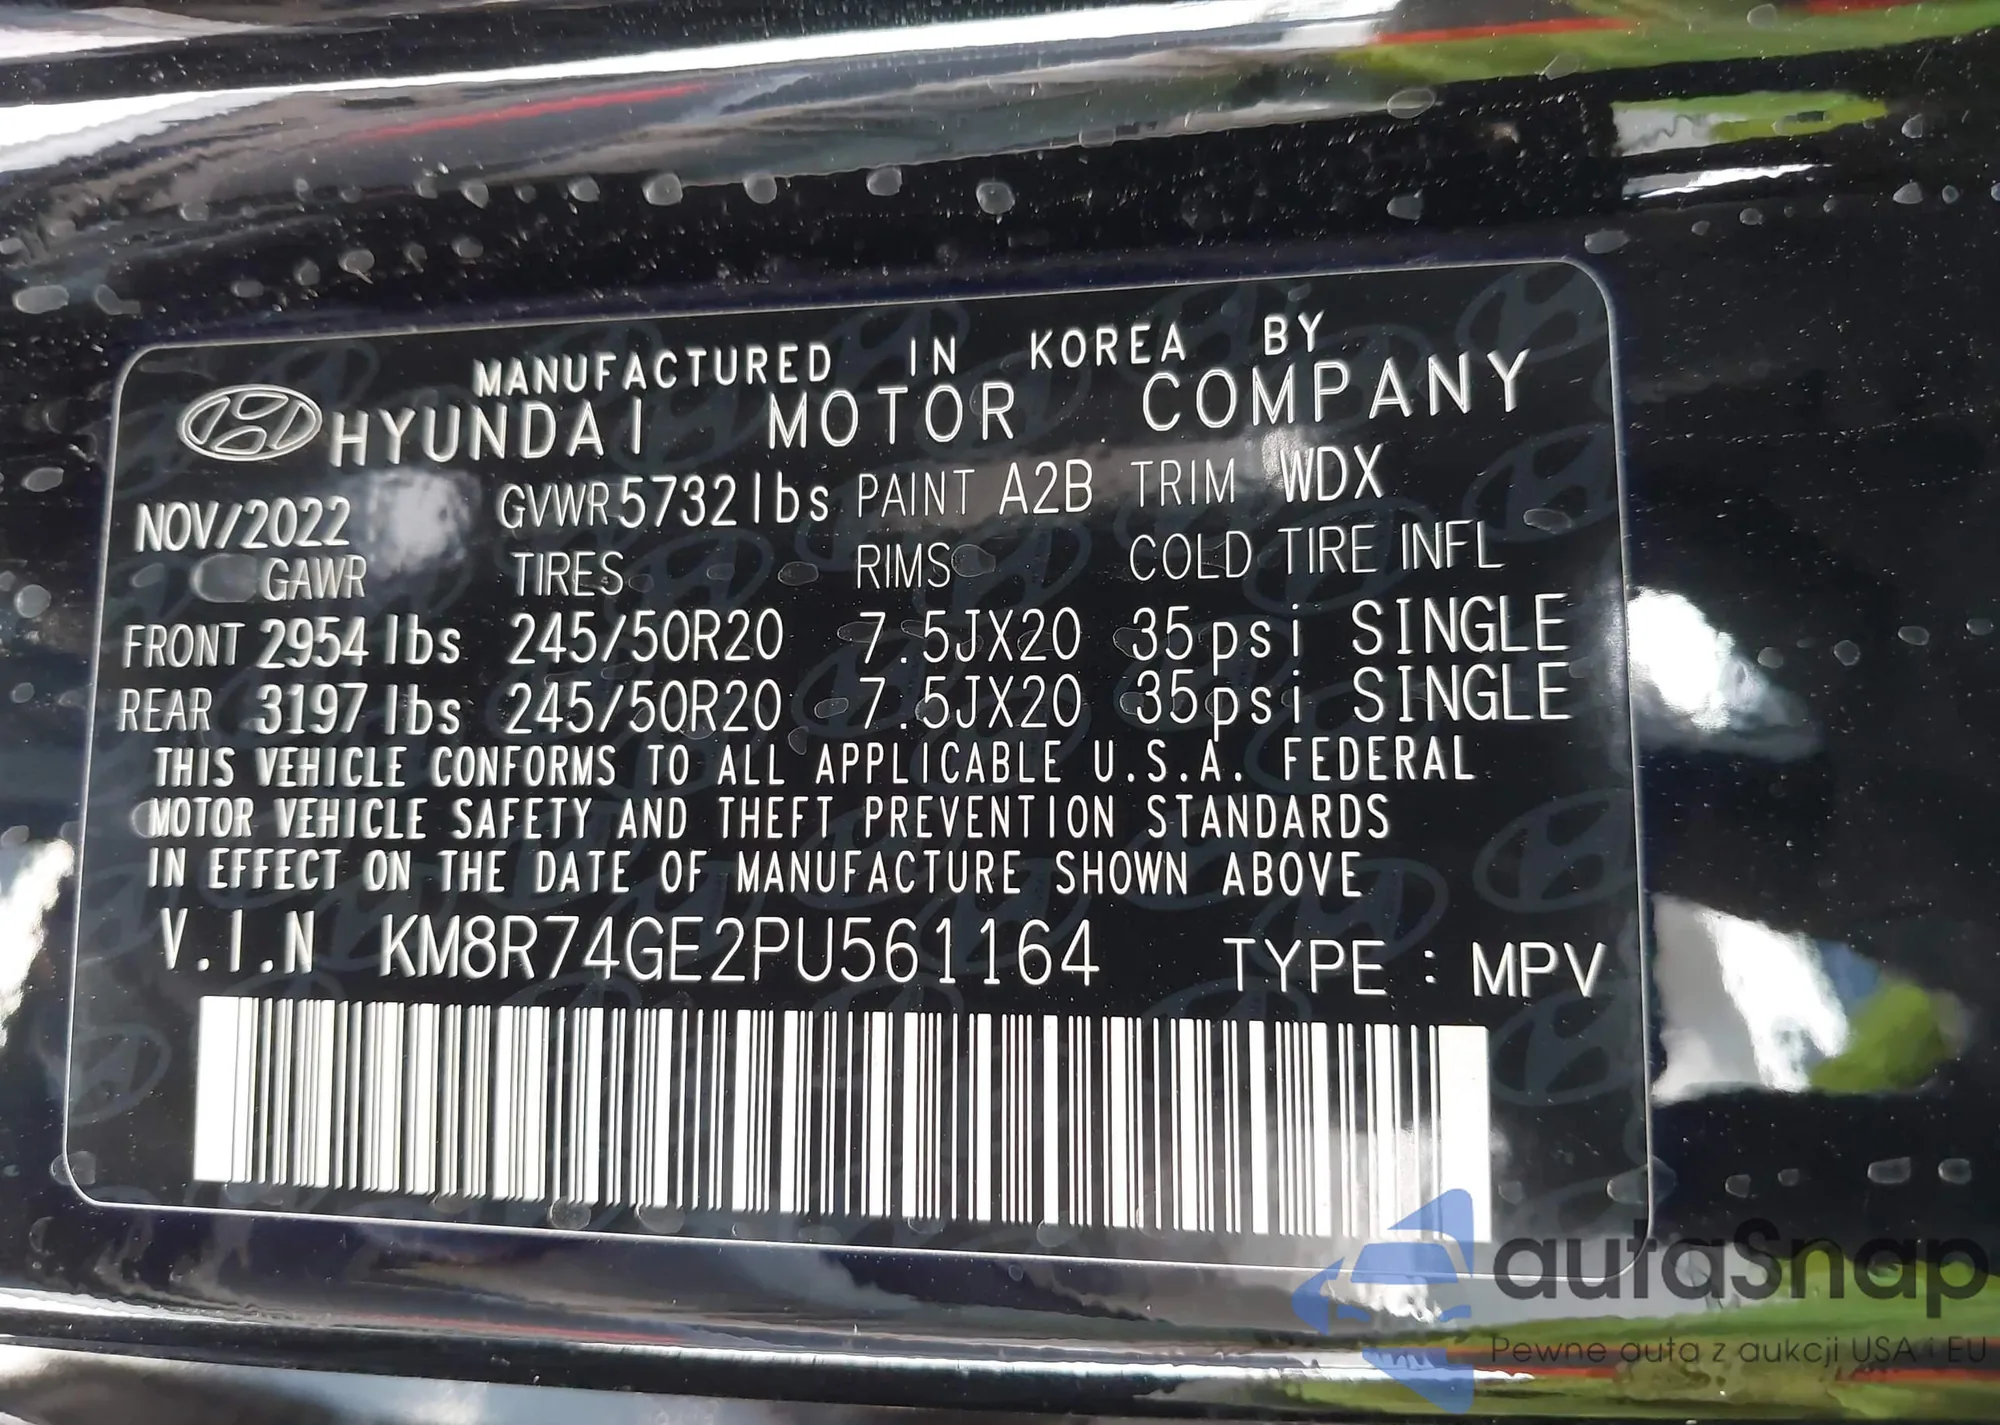 MANUFACTURED IN KOREA BY
HYUNDAI MOTOR COMPANY
NOV/2022 GVWR 5732lbs PAINT A2B TRIM WDX
GAWR TIRES RIMS COLD TIRE INFL
FRONT 2954 lbs 245/50R20 7.5JX20 35psi SINGLE
REAR 3197 lbs 245/50R20 7.5JX20 35psi SINGLE
THIS VEHICLE CONFORMS TO ALL APPLICABLE U.S.A. FEDERAL
MOTOR VEHICLE SAFETY AND THEFT PREVENTION STANDARDS
IN EFFECT ON THE DATE OF MANUFACTURE SHOWN ABOVE
V.I.N KM8R74GE2PU561164 TYPE : MPV
autaSnap
Pewne auta z aukcji USA i EU